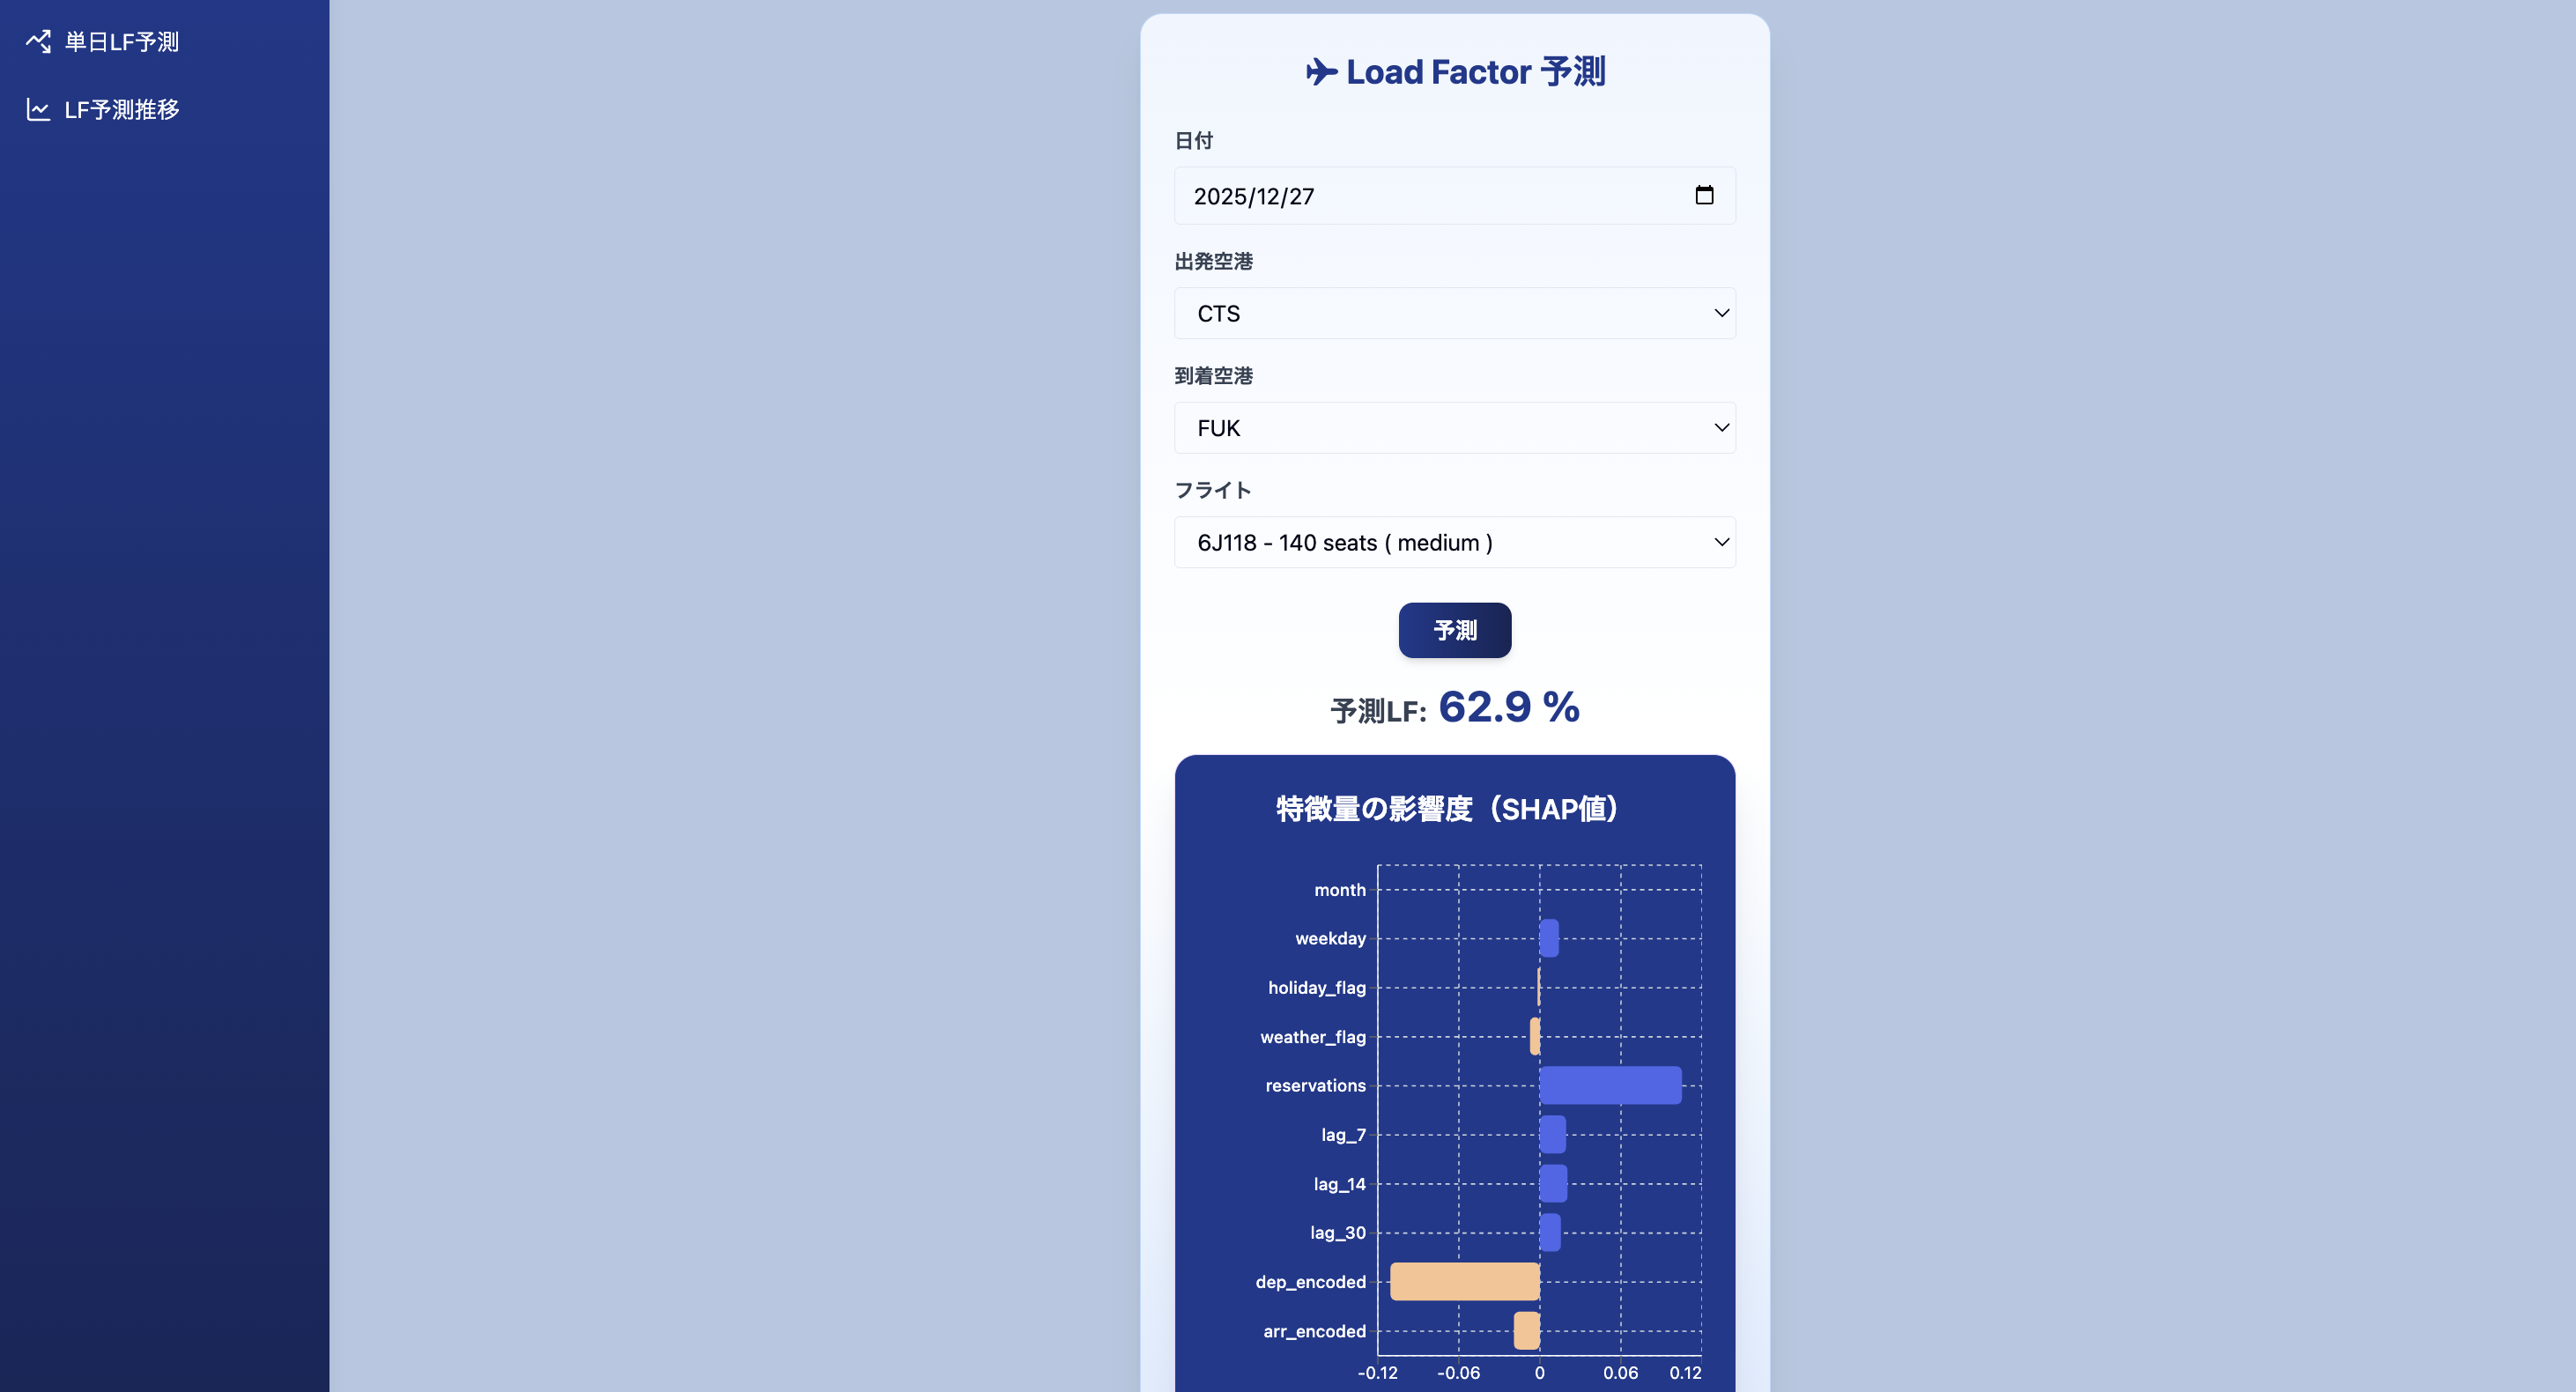 単日LF予測
LF予測推移
Load Factor 予測
日付
2025/12/27
出発空港
CTS
到着空港
FUK
フライト
6J118 - 140 seats ( medium )
予測
予測LF: 62.9 %
特徴量の影響度（SHAP値）
month
weekday
holiday_flag
weather_flag
reservations
lag_7
lag_14
lag_30
dep_encoded
arr_encoded
-0.12 -0.06 0 0.06 0.12